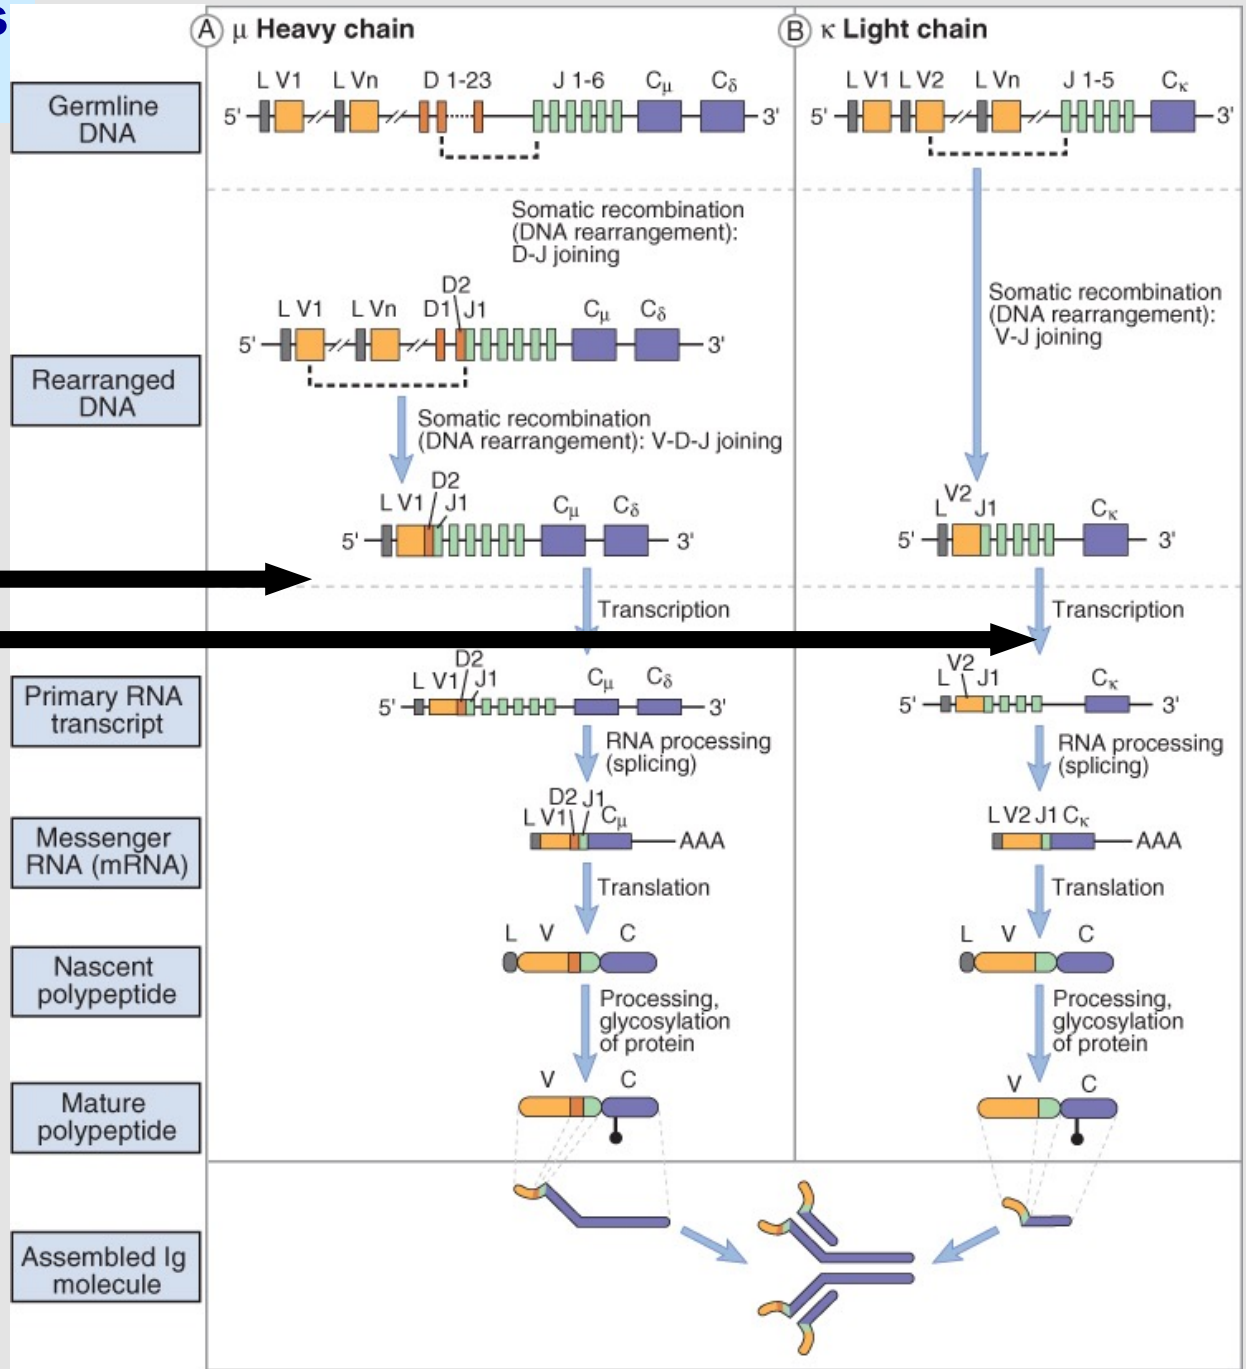 s
A μ Heavy chain
B κ Light chain
Germline
DNA
L V1 L Vn D 1-23 J 1-6 Cμ Cδ
5' 3'
L V1 L V2 L Vn J 1-5 Cκ
5' 3'
Somatic recombination
(DNA rearrangement):
D-J joining
Rearranged
DNA
D2
L V1 L Vn D1 J1 Cμ Cδ
5' 3'
Somatic recombination
(DNA rearrangement): V-D-J joining
D2
L V1 J1 Cμ Cδ
5' 3'
Somatic recombination
(DNA rearrangement):
V-J joining
V2
L J1 Cκ
5' 3'
Transcription
Transcription
Primary RNA
transcript
D2
L V1 J1 Cμ Cδ
5' 3'
V2
L J1 Cκ
5' 3'
RNA processing
(splicing)
RNA processing
(splicing)
Messenger
RNA (mRNA)
D2 J1
L V1 Cμ
AAA
L V2 J1 Cκ
AAA
Translation
Translation
Nascent
polypeptide
L V C
L V C
Processing,
glycosylation
of protein
Processing,
glycosylation
of protein
Mature
polypeptide
V C
V C
Assembled Ig
molecule